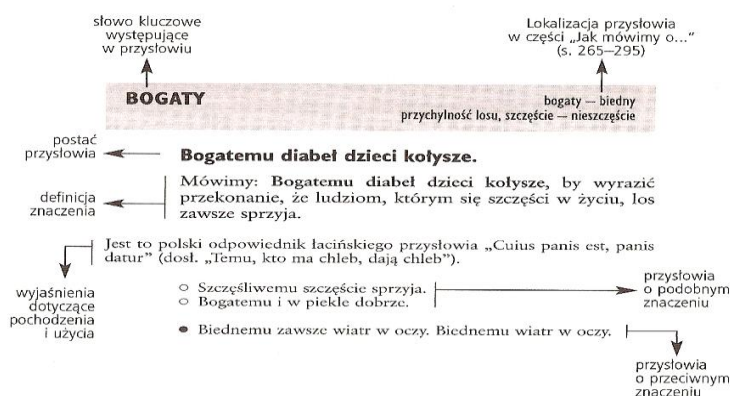 słowo kluczowe
występujące
w przysłowiu
Lokalizacja przysłowia
w części „Jak mówimy o...”
(s. 265—295)
BOGATY
bogaty — biedny
przychylność losu, szczęście — nieszczęście
postać
przysłowia
Bogatemu diabeł dzieci kołysze.
definicja
znaczenia
Mówimy: Bogatemu diabeł dzieci kołysze, by wyrazić
przekonanie, że ludziom, którym się szczęści w życiu, los
zawsze sprzyja.
Jest to polski odpowiednik łacińskiego przysłowia „Cuius panis est, panis
datur” (dosł. „Temu, kto ma chleb, dają chleb”).
wyjaśnienia
dotyczące
pochodzenia
i użycia
○ Szczęśliwemu szczęście sprzyja.
○ Bogatemu i w piekle dobrze.
przysłowia
o podobnym
znaczeniu
● Biednemu zawsze wiatr w oczy. Biednemu wiatr w oczy.
przysłowia
o przeciwnym
znaczeniu